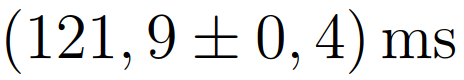 (121, 9 ± 0, 4) ms